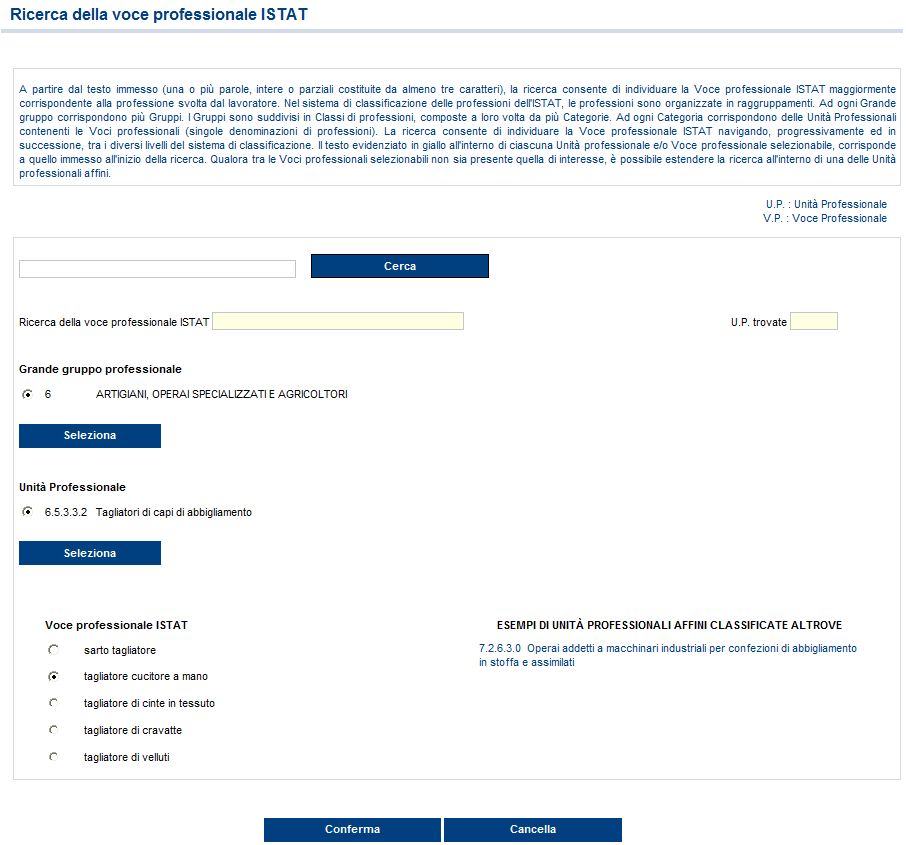 Ricerca della voce professionale ISTAT
A partire dal testo immesso (una o più parole, intere o parziali costituite da almeno tre caratteri), la ricerca consente di individuare la Voce professionale ISTAT maggiormente
corrispondente alla professione svolta dal lavoratore. Nel sistema di classificazione delle professioni dell'ISTAT, le professioni sono organizzate in raggruppamenti. Ad ogni Grande
gruppo corrispondono più Gruppi. I Gruppi sono suddivisi in Classi di professioni, composte a loro volta da più Categorie. Ad ogni Categoria corrispondono delle Unità Professionali
contenenti le Voci professionali (singole denominazioni di professioni). La ricerca consente di individuare la Voce professionale ISTAT navigando, progressivamente ed in
successione, tra i diversi livelli del sistema di classificazione. Il testo evidenziato in giallo all'interno di ciascuna Unità professionale e/o Voce professionale selezionabile, corrisponde
a quello immesso all'inizio della ricerca. Qualora tra le Voci professionali selezionabili non sia presente quella di interesse, è possibile estendere la ricerca all'interno di una delle Unità
professionali affini.
U.P. : Unità Professionale
V.P. : Voce Professionale
Cerca
Ricerca della voce professionale ISTAT U.P. trovate
Grande gruppo professionale
6 ARTIGIANI, OPERAI SPECIALIZZATI E AGRICOLTORI
Seleziona
Unità Professionale
6.5.3.3.2 Tagliatori di capi di abbigliamento
Seleziona
Voce professionale ISTAT
sarto tagliatore
tagliatore cucitore a mano
tagliatore di cinte in tessuto
tagliatore di cravatte
tagliatore di velluti
ESEMPI DI UNITÀ PROFESSIONALI AFFINI CLASSIFICATE ALTROVE
7.2.6.3.0 Operai addetti a macchinari industriali per confezioni di abbigliamento
in stoffa e assimilati
Conferma Cancella